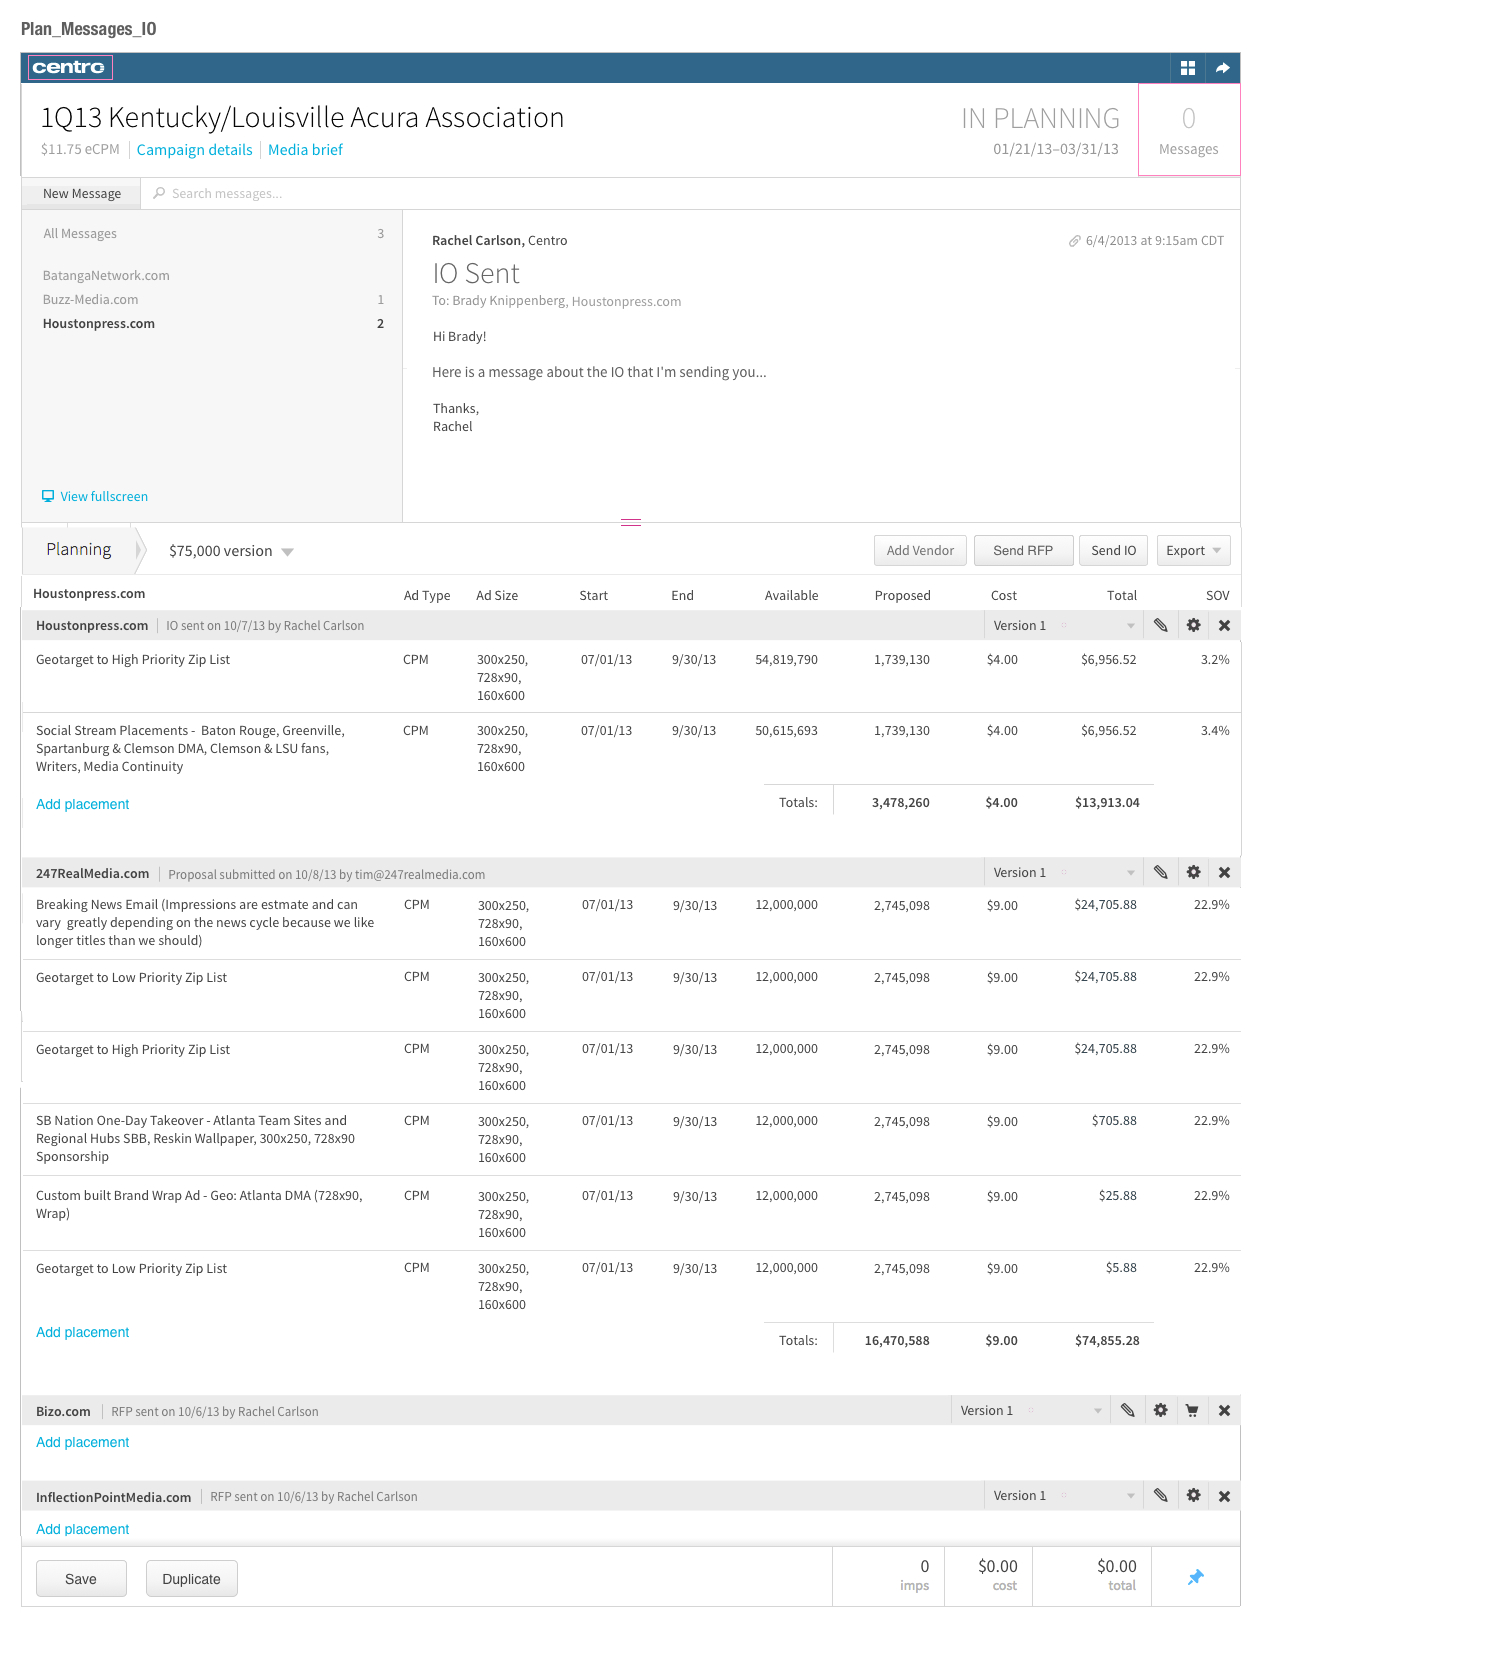 Plan_Messages_IO
centro
1Q13 Kentucky/Louisville Acura Association
IN PLANNING
0
$11.75 eCPM Campaign details Media brief
01/21/13–03/31/13
Messages
New Message
Search messages...
All Messages 3
BatangaNetwork.com
Buzz-Media.com 1
Houstonpress.com 2
View fullscreen
Rachel Carlson, Centro
6/4/2013 at 9:15am CDT
IO Sent
To: Brady Knippenberg, Houstonpress.com
Hi Brady!
Here is a message about the IO that I'm sending you...
Thanks,
Rachel
Planning $75,000 version Add Vendor Send RFP Send IO Export
Houstonpress.com Ad Type Ad Size Start End Available Proposed Cost Total SOV
Houstonpress.com IO sent on 10/7/13 by Rachel Carlson Version 1
Geotarget to High Priority Zip List CPM 300x250, 07/01/13 9/30/13 54,819,790 1,739,130 $4.00 $6,956.52 3.2%
728x90,
160x600
Social Stream Placements - Baton Rouge, Greenville, CPM 300x250, 07/01/13 9/30/13 50,615,693 1,739,130 $4.00 $6,956.52 3.4%
Spartanburg & Clemson DMA, Clemson & LSU fans, 728x90,
Writers, Media Continuity 160x600
Add placement Totals: 3,478,260 $4.00 $13,913.04
247RealMedia.com Proposal submitted on 10/8/13 by tim@247realmedia.com Version 1
Breaking News Email (Impressions are estmate and can CPM 300x250, 07/01/13 9/30/13 12,000,000 2,745,098 $9.00 $24,705.88 22.9%
vary greatly depending on the news cycle because we like 728x90,
longer titles than we should) 160x600
Geotarget to Low Priority Zip List CPM 300x250, 07/01/13 9/30/13 12,000,000 2,745,098 $9.00 $24,705.88 22.9%
728x90,
160x600
Geotarget to High Priority Zip List CPM 300x250, 07/01/13 9/30/13 12,000,000 2,745,098 $9.00 $24,705.88 22.9%
728x90,
160x600
SB Nation One-Day Takeover - Atlanta Team Sites and CPM 300x250, 07/01/13 9/30/13 12,000,000 2,745,098 $9.00 $705.88 22.9%
Regional Hubs SBB, Reskin Wallpaper, 300x250, 728x90 728x90,
Sponsorship 160x600
Custom built Brand Wrap Ad - Geo: Atlanta DMA (728x90, CPM 300x250, 07/01/13 9/30/13 12,000,000 2,745,098 $9.00 $25.88 22.9%
Wrap) 728x90,
160x600
Geotarget to Low Priority Zip List CPM 300x250, 07/01/13 9/30/13 12,000,000 2,745,098 $9.00 $5.88 22.9%
728x90,
160x600
Add placement Totals: 16,470,588 $9.00 $74,855.28
Bizo.com RFP sent on 10/6/13 by Rachel Carlson Version 1
Add placement
InflectionPointMedia.com RFP sent on 10/6/13 by Rachel Carlson Version 1
Add placement
Save Duplicate
0 $0.00 $0.00
imps cost total